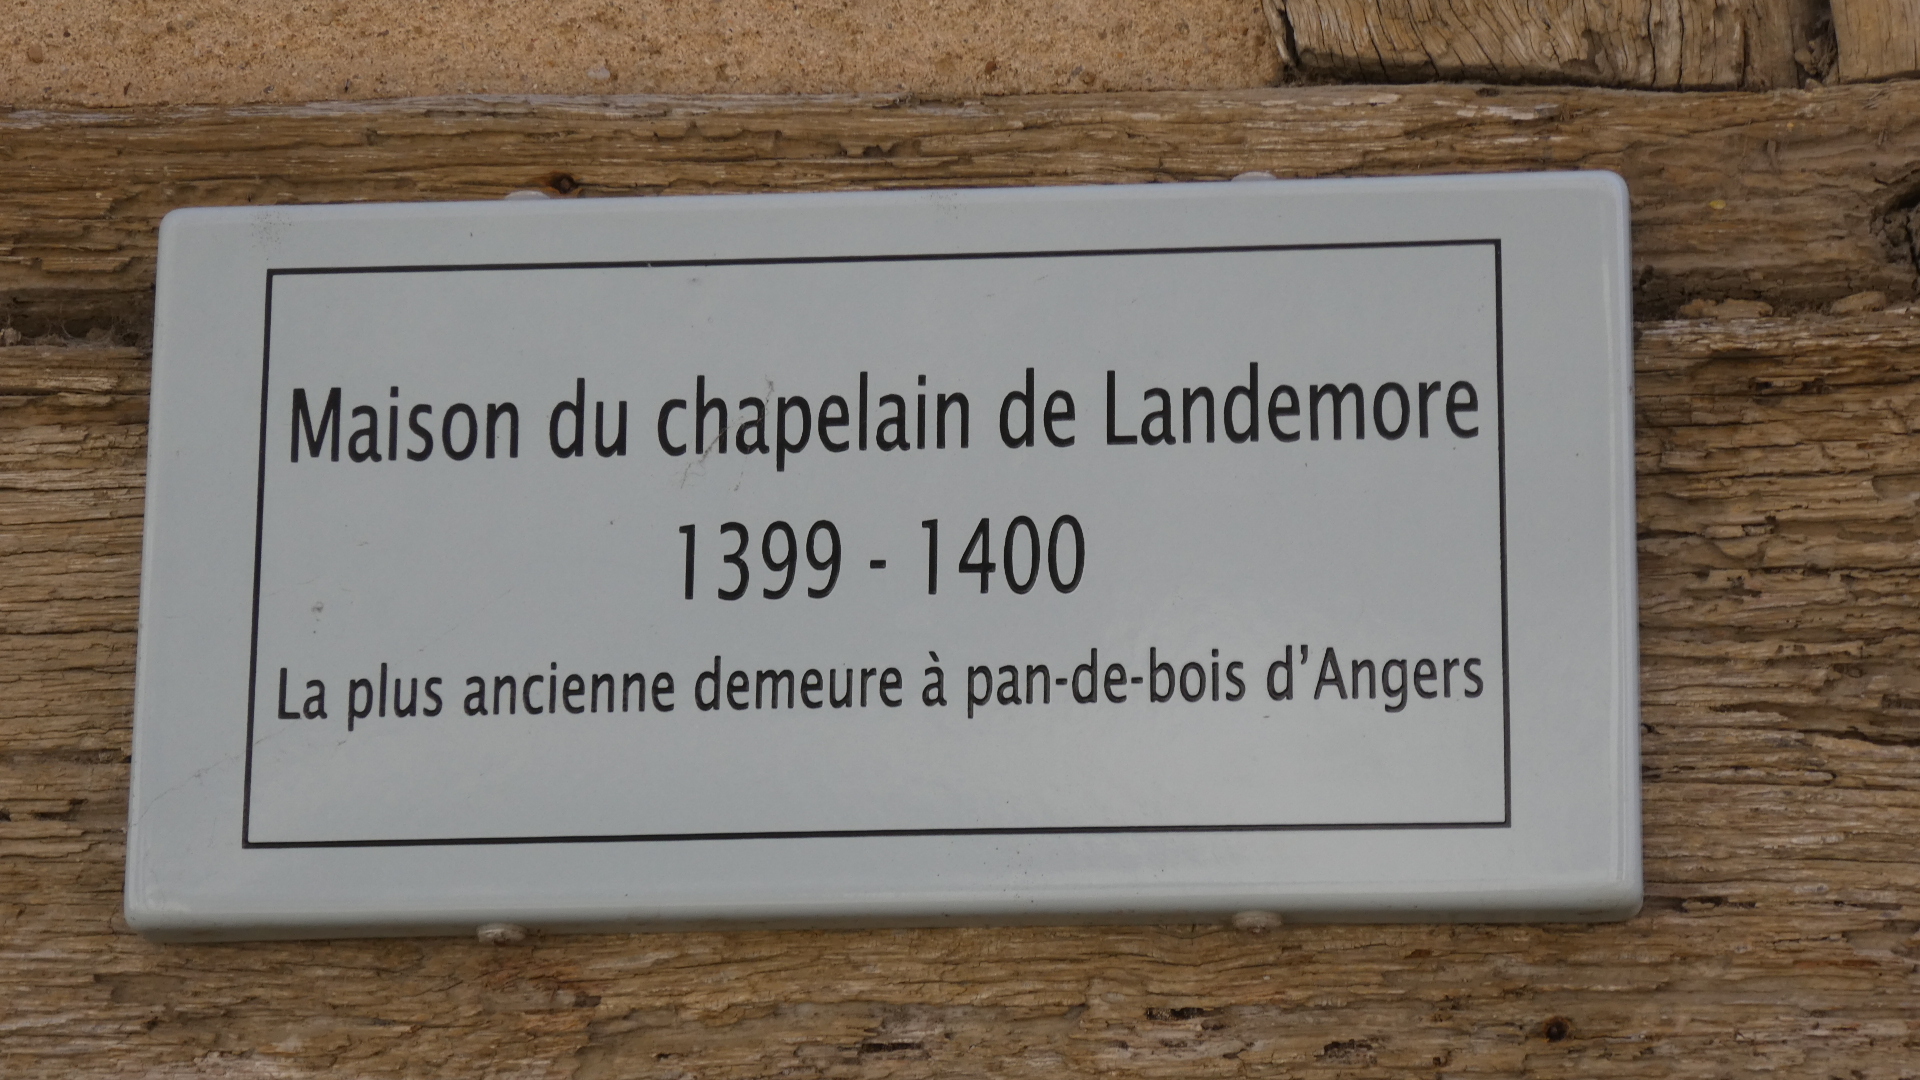 Maison du chapelain de Landemore
1399 - 1400
La plus ancienne demeure à pan-de-bois d’Angers